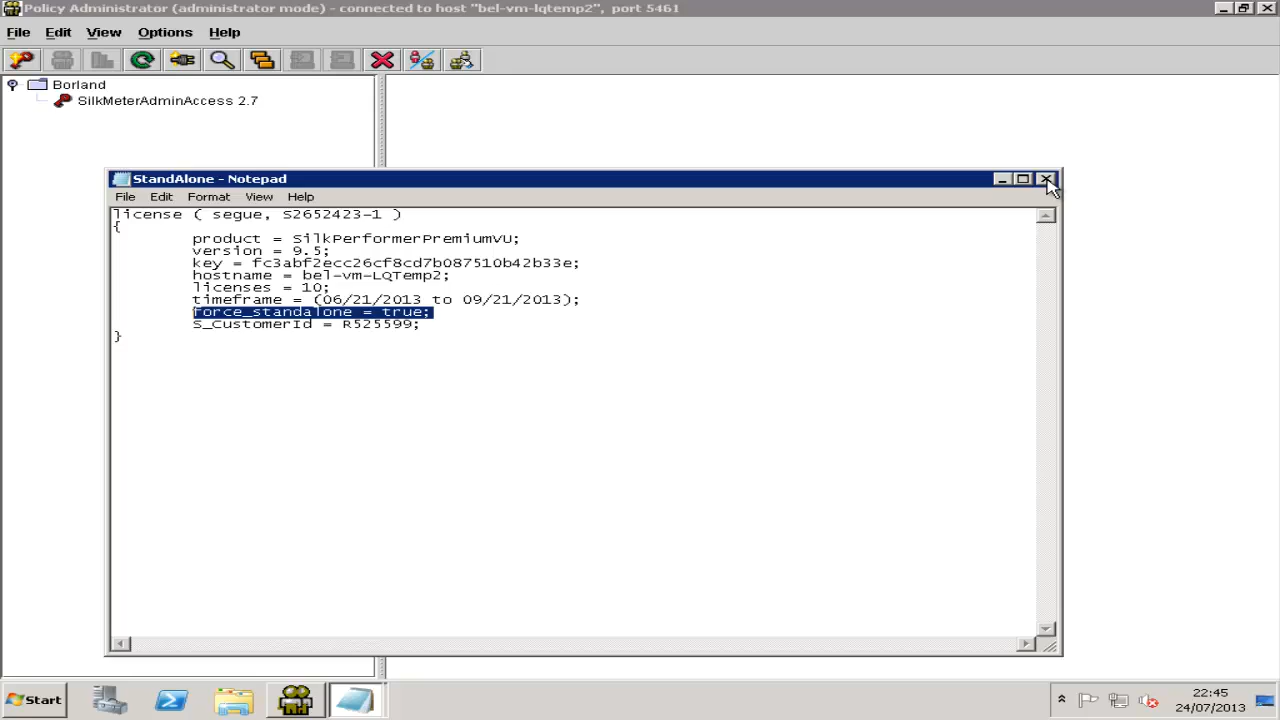 Policy Administrator (administrator mode) - connected to host "bel-vm-lqtemp2", port 5461
File Edit View Options Help
Borland
SilkMeterAdminAccess 2.7
StandAlone - Notepad
File Edit Format View Help
license ( segue, S2652423-1 )
{
product = SilkPerformerPremiumVU;
version = 9.5;
key = fc3abf2ecc26cf8cd7b087510b42b33e;
hostname = bel-vm-LQTemp2;
licenses = 10;
timeframe = (06/21/2013 to 09/21/2013);
force_standalone = true;
S_CustomerId = R525599;
}
Start
22:45
24/07/2013